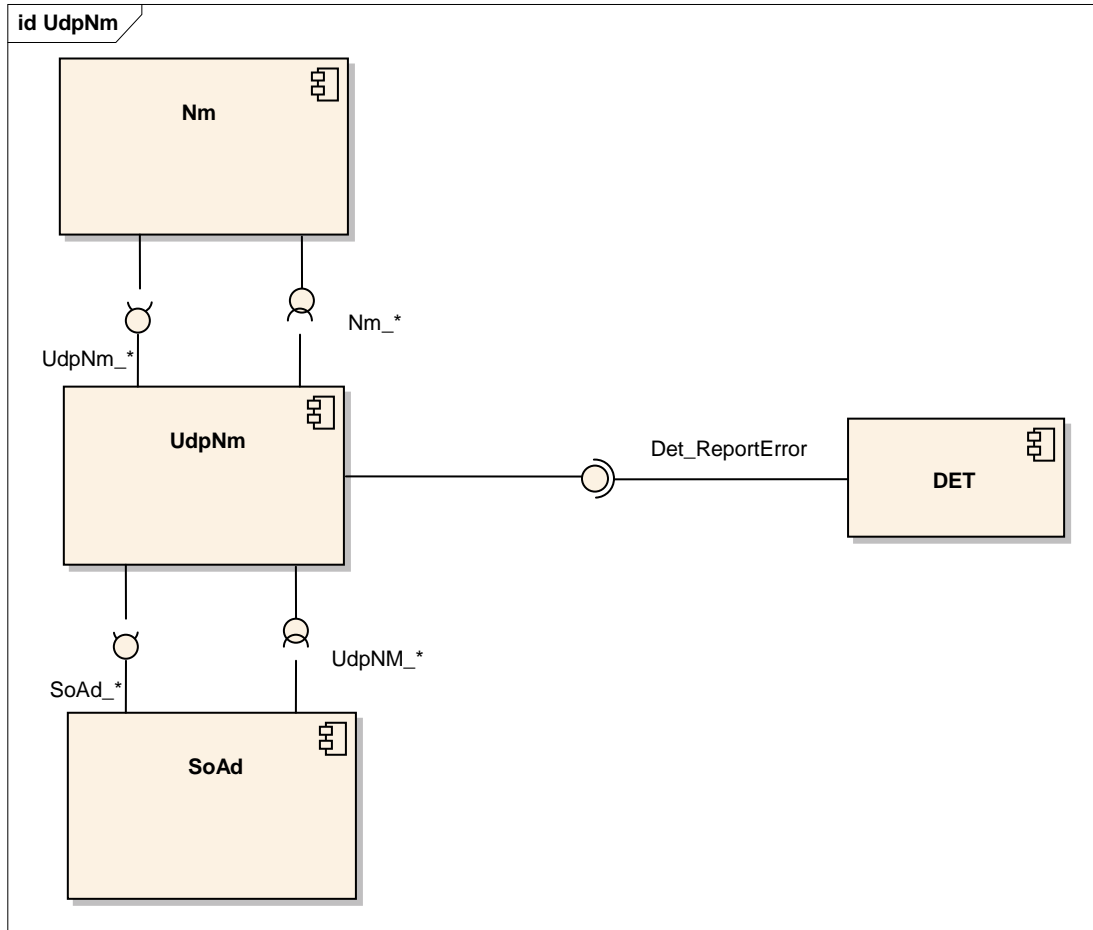 id UdpNm
Nm
Nm_*
UdpNm_*
UdpNm
Det_ReportError
DET
UdpNM_*
SoAd_*
SoAd